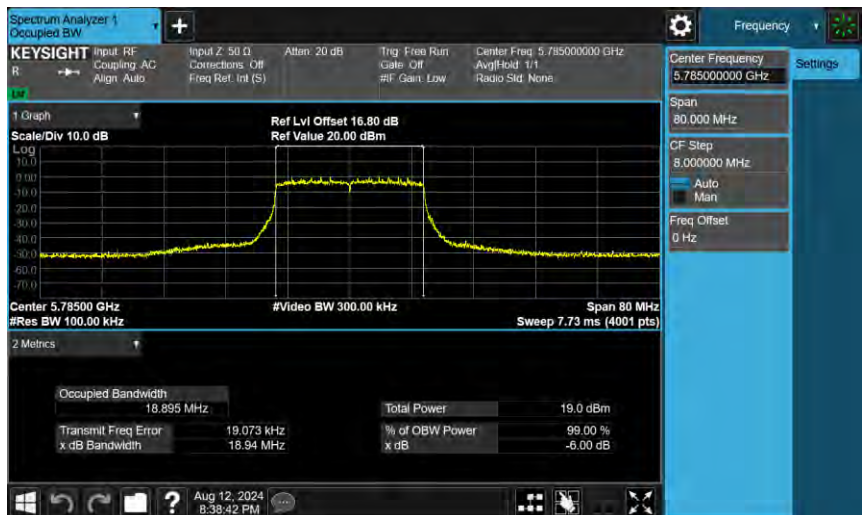 Spectrum Analyzer 1
Occupied BW
Frequency
KEYSIGHT
R
Input: RF
Coupling: AC
Align: Auto
Input Z: 50 Ω
Corrections: Off
Freq Ref: Int (S)
Atten: 20 dB
Trig: Free Run
Gate: Off
#IF Gain: Low
Center Freq: 5.785000000 GHz
Avg|Hold: 1/1
Radio Std: None
Center Frequency
5.785000000 GHz
Settings
Span
80.000 MHz
CF Step
8.000000 MHz
Auto
Man
Freq Offset
0 Hz
1 Graph
Scale/Div 10.0 dB
Ref Lvl Offset 16.80 dB
Ref Value 20.00 dBm
Log
10.0
0.00
-10.0
-20.0
-30.0
-40.0
-50.0
-60.0
-70.0
Center 5.78500 GHz
#Res BW 100.00 kHz
#Video BW 300.00 kHz
Span 80 MHz
Sweep 7.73 ms (4001 pts)
2 Metrics
Occupied Bandwidth
18.895 MHz
Total Power 19.0 dBm
Transmit Freq Error 19.073 kHz
% of OBW Power 99.00 %
x dB Bandwidth 18.94 MHz
x dB -6.00 dB
?
Aug 12, 2024
8:38:42 PM